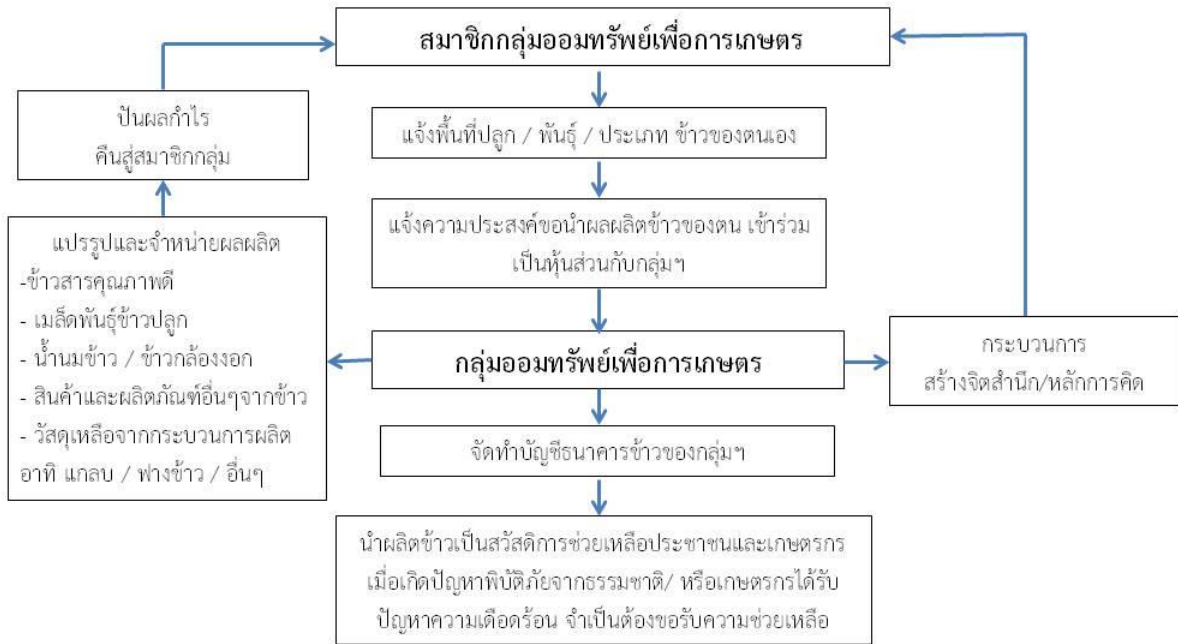 สมาชิกกลุ่มออมทรัพย์เพื่อการเกษตร
ปันผลกำไร
คืนสู่สมาชิกกลุ่ม
แจ้งพื้นที่ปลูก / พันธุ์ / ประเภท ข้าวของตนเอง
แจ้งความประสงค์ขอนำผลผลิตข้าวของตน เข้าร่วม
เป็นหุ้นส่วนกับกลุ่มฯ
แปรรูปและจำหน่ายผลผลิต
-ข้าวสารคุณภาพดี
- เมล็ดพันธุ์ข้าวปลูก
- น้ำนมข้าว / ข้าวกล้องงอก
- สินค้าและผลิตภัณฑ์อื่นๆจากข้าว
- วัสดุเหลือจากกระบวนการผลิต
อาทิ แกลบ / ฟางข้าว / อื่นๆ
กลุ่มออมทรัพย์เพื่อการเกษตร
กระบวนการ
สร้างจิตสำนึก/หลักการคิด
จัดทำบัญชีธนาคารข้าวของกลุ่มฯ
นำผลิตข้าวเป็นสวัสดิการช่วยเหลือประชาชนและเกษตรกร
เมื่อเกิดปัญหาพิบัติภัยจากธรรมชาติ/ หรือเกษตรกรได้รับ
ปัญหาความเดือดร้อน จำเป็นต้องขอรับความช่วยเหลือ